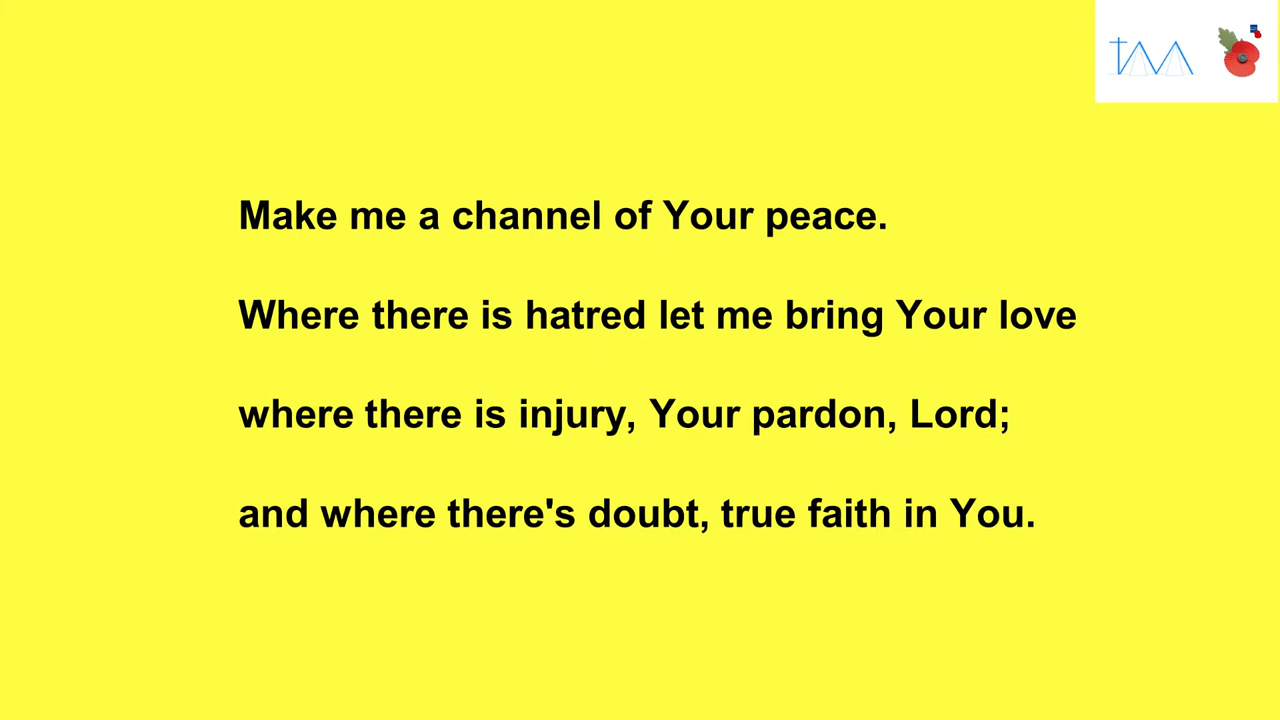 Make me a channel of Your peace.
Where there is hatred let me bring Your love
where there is injury, Your pardon, Lord;
and where there's doubt, true faith in You.